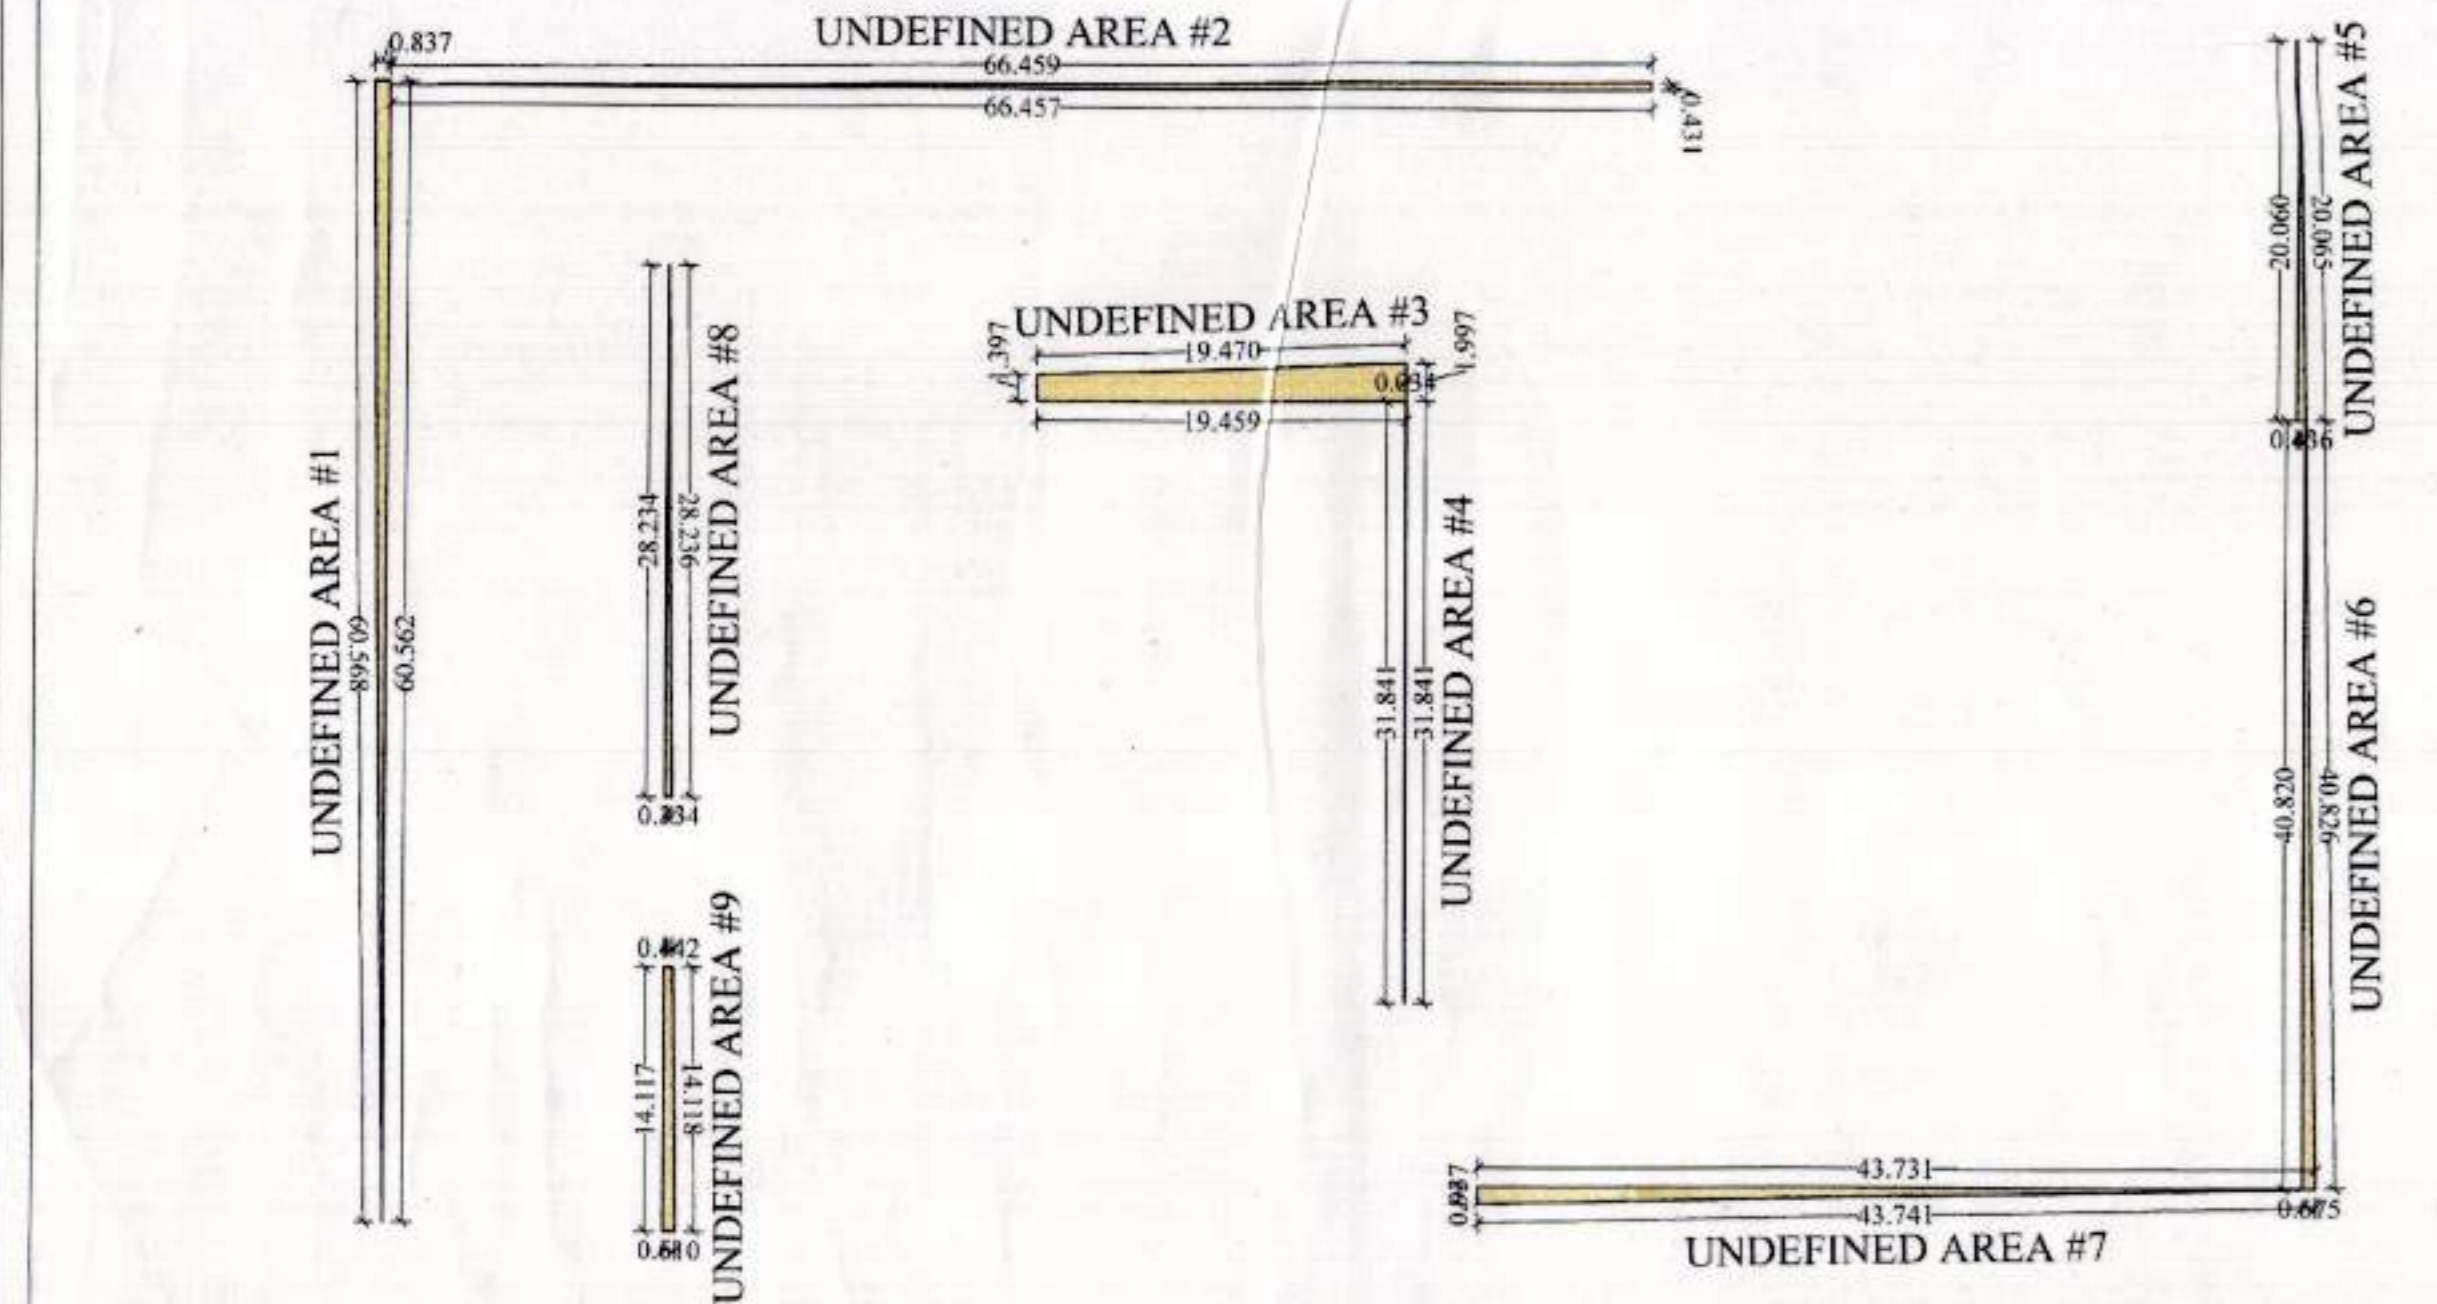 UNDEFINED AREA #1
0.837
60.568
60.562
UNDEFINED AREA #2
66.459
66.457
0.431
UNDEFINED AREA #3
1.397
19.470
1.997
19.459
UNDEFINED AREA #4
31.841
31.841
UNDEFINED AREA #5
20.060
20.065
UNDEFINED AREA #6
40.820
40.826
UNDEFINED AREA #7
43.731
43.741
UNDEFINED AREA #8
28.234
28.236
UNDEFINED AREA #9
14.117
14.118